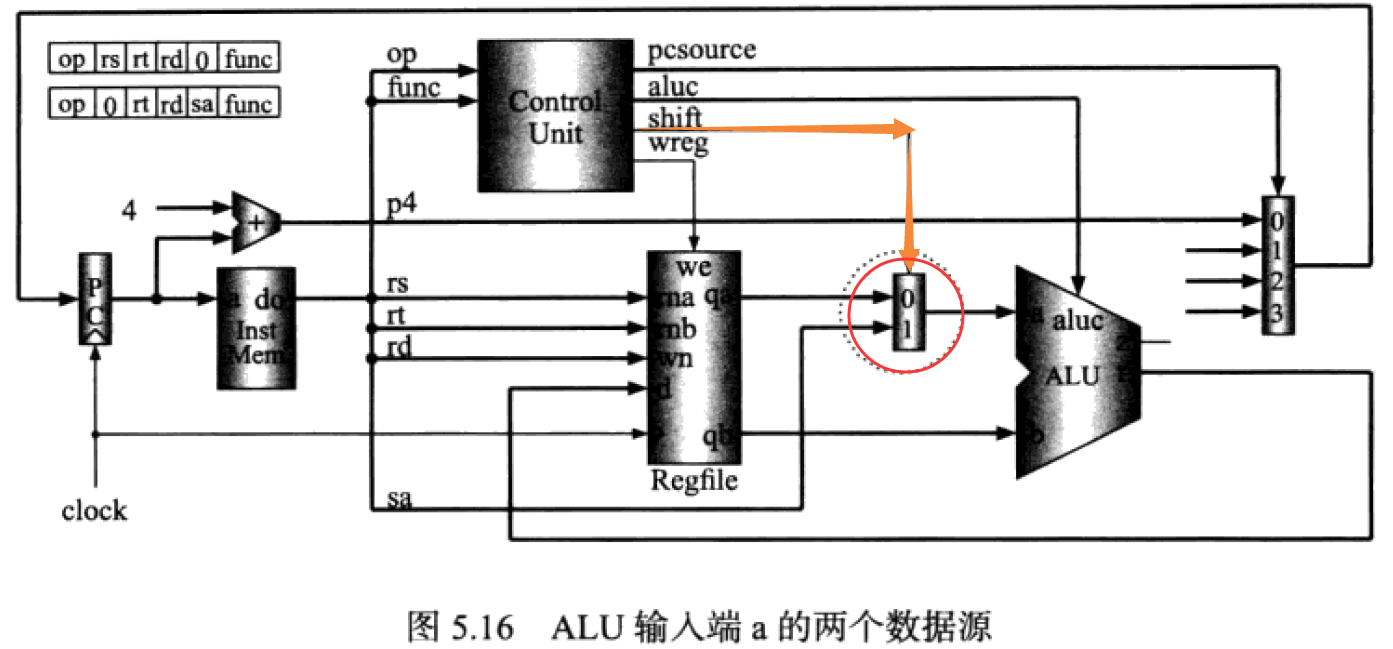 op rs rt rd 0 func
op 0 rt rd sa func
op
func
Control
Unit
pcsource
aluc
shift
wreg
4
+
p4
0
1
2
3
P
C
a do
Inst
Mem
rs
rt
rd
we
rna qa
rnb
wn
d
qb
Regfile
0
1
a aluc
Z
ALU
b
sa
clock
图 5.16 ALU 输入端 a 的两个数据源